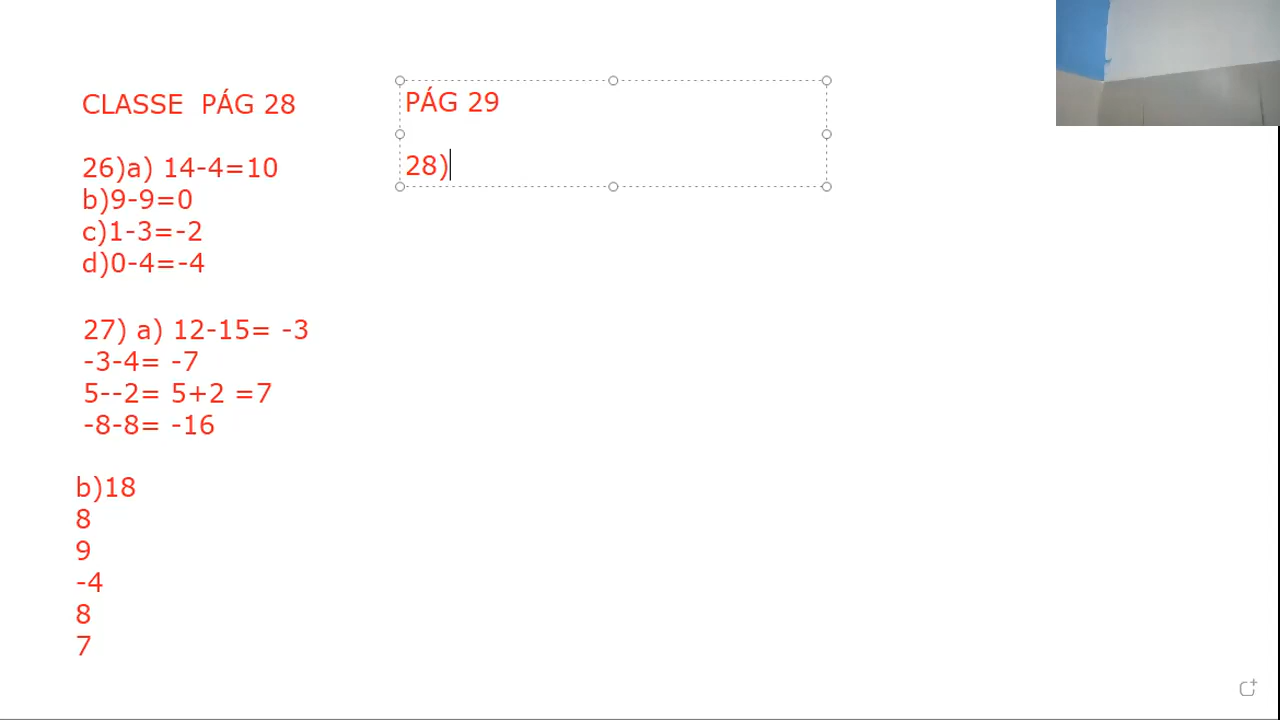 CLASSE PÁG 28
26)a) 14-4=10
b)9-9=0
c)1-3=-2
d)0-4=-4
27) a) 12-15= -3
-3-4= -7
5--2= 5+2 =7
-8-8= -16
b)18
8
9
-4
8
7
PÁG 29
28)